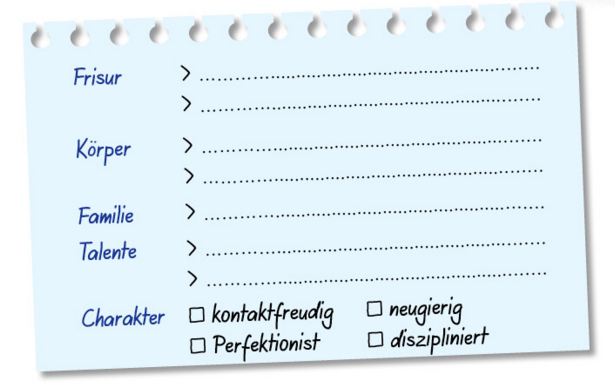 Frisur > ....................
> ....................
Körper > ....................
> ....................
Familie > ....................
Talente > ....................
> ....................
Charakter ☐ kontaktfreudig ☐ neugierig
☐ Perfektionist ☐ diszipliniert